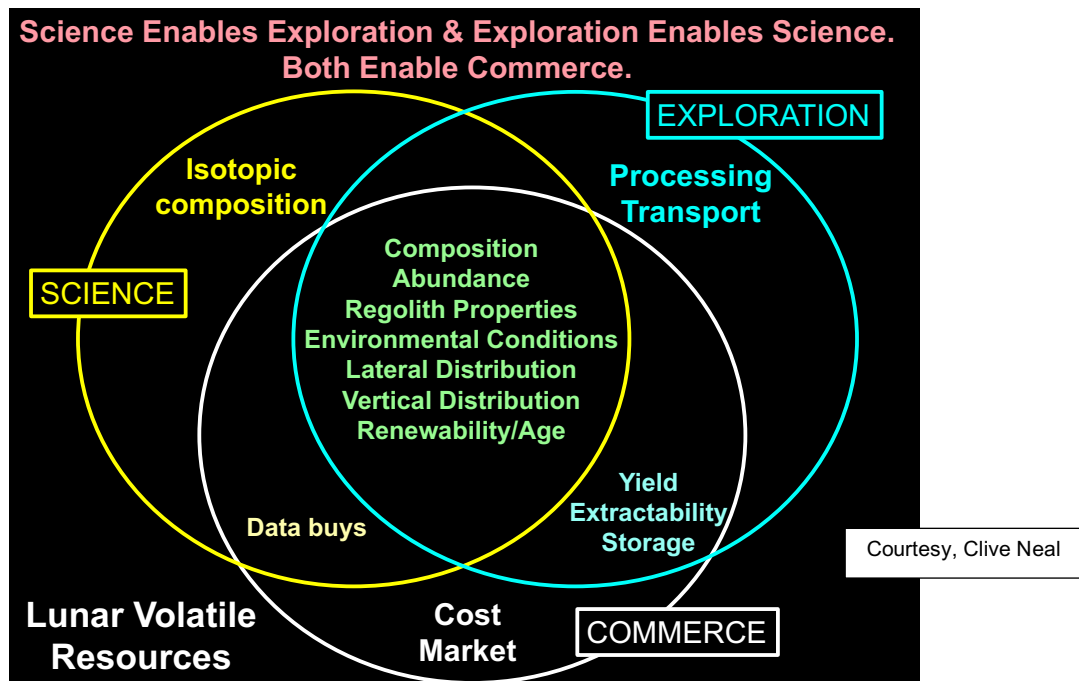 Science Enables Exploration & Exploration Enables Science.
Both Enable Commerce.
EXPLORATION
Isotopic
composition
Processing
Transport
SCIENCE
Composition
Abundance
Regolith Properties
Environmental Conditions
Lateral Distribution
Vertical Distribution
Renewability/Age
Yield
Extractability
Storage
Data buys
Courtesy, Clive Neal
Lunar Volatile
Resources
Cost
Market
COMMERCE